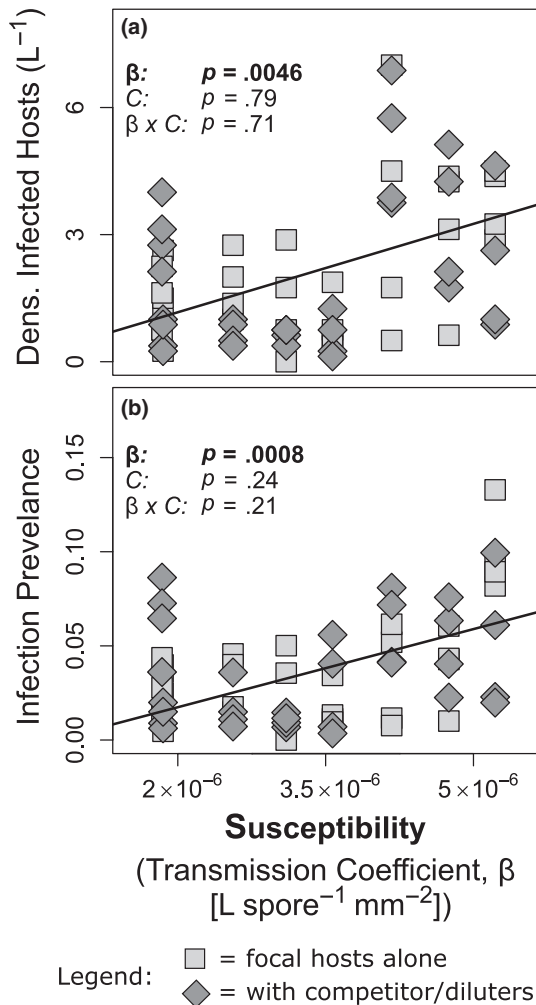 (a)
β: p = .0046
C: p = .79
β x C: p = .71
Dens. Infected Hosts (L⁻¹)
6
3
0
(b)
β: p = .0008
C: p = .24
β x C: p = .21
Infection Prevelance
0.15
0.10
0.05
0.00
2 × 10⁻⁶ 3.5 × 10⁻⁶ 5 × 10⁻⁶
Susceptibility
(Transmission Coefficient, β
[L spore⁻¹ mm⁻²])
Legend: = focal hosts alone
= with competitor/diluters